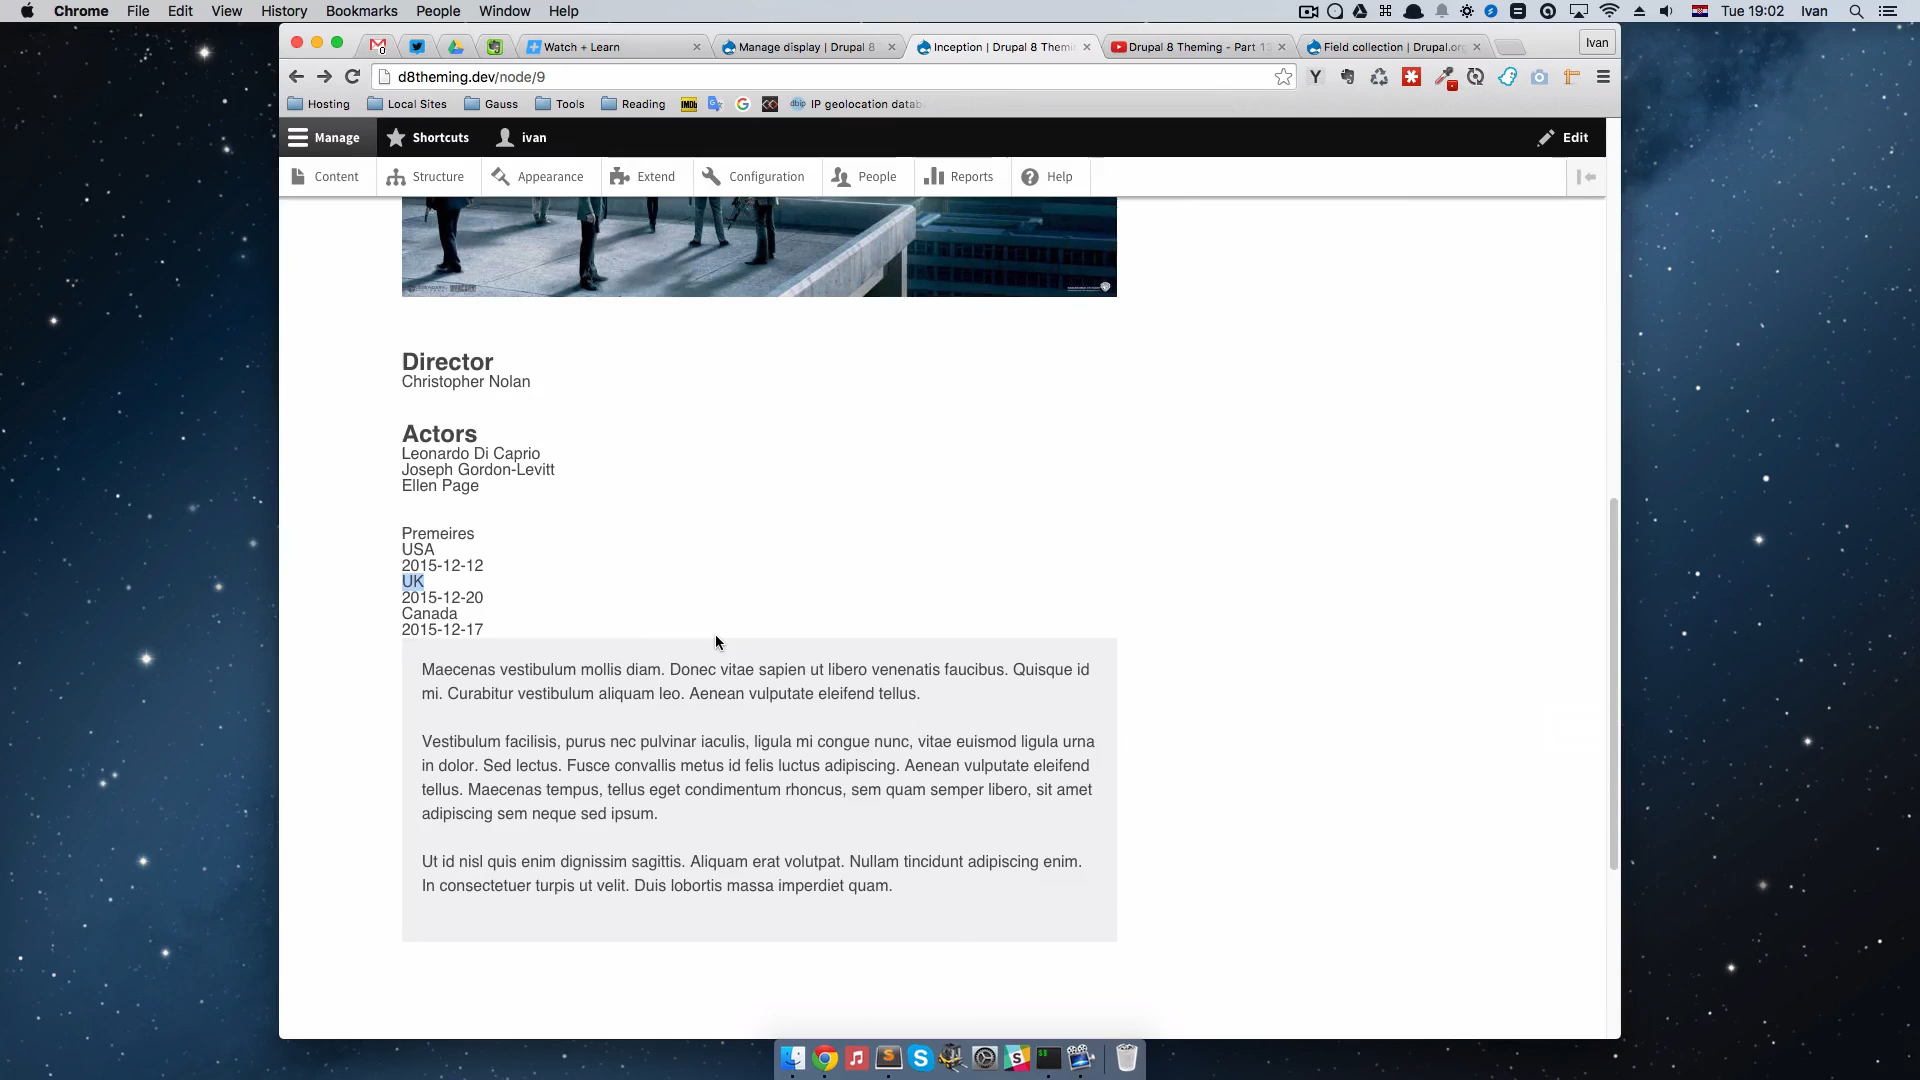 Chrome File Edit View History Bookmarks People Window Help
Tue 19:02 Ivan
Watch + Learn
Manage display | Drupal 8
Inception | Drupal 8 Themi
Drupal 8 Theming - Part 1
Field collection | Drupal.or
Ivan
d8theming.dev/node/9
Hosting Local Sites Gauss Tools Reading IMDb dbip IP geolocation datab
Manage Shortcuts ivan Edit
Content Structure Appearance Extend Configuration People Reports Help
Director
Christopher Nolan
Actors
Leonardo Di Caprio
Joseph Gordon-Levitt
Ellen Page
Premeires
USA
2015-12-12
UK
2015-12-20
Canada
2015-12-17
Maecenas vestibulum mollis diam. Donec vitae sapien ut libero venenatis faucibus. Quisque id
mi. Curabitur vestibulum aliquam leo. Aenean vulputate eleifend tellus.
Vestibulum facilisis, purus nec pulvinar iaculis, ligula mi congue nunc, vitae euismod ligula urna
in dolor. Sed lectus. Fusce convallis metus id felis luctus adipiscing. Aenean vulputate eleifend
tellus. Maecenas tempus, tellus eget condimentum rhoncus, sem quam semper libero, sit amet
adipiscing sem neque sed ipsum.
Ut id nisl quis enim dignissim sagittis. Aliquam erat volutpat. Nullam tincidunt adipiscing enim.
In consectetuer turpis ut velit. Duis lobortis massa imperdiet quam.